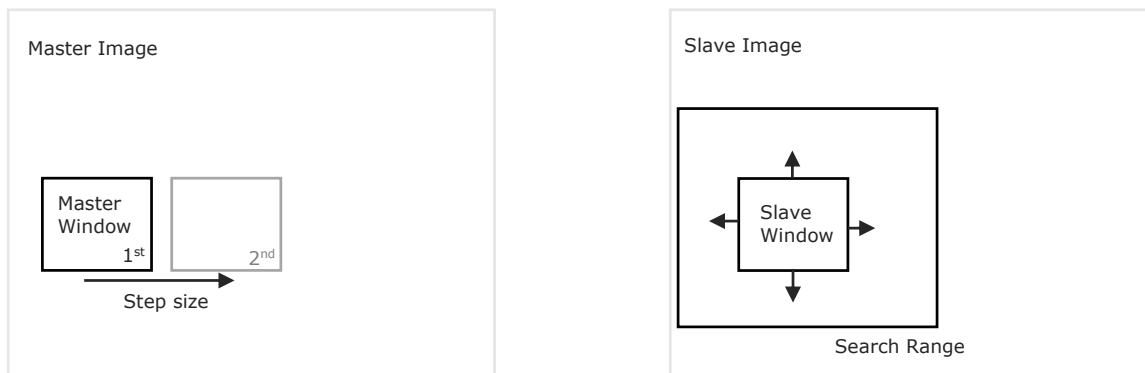 Master Image
Master
Window
1st
2nd
Step size
Slave Image
Slave
Window
Search Range